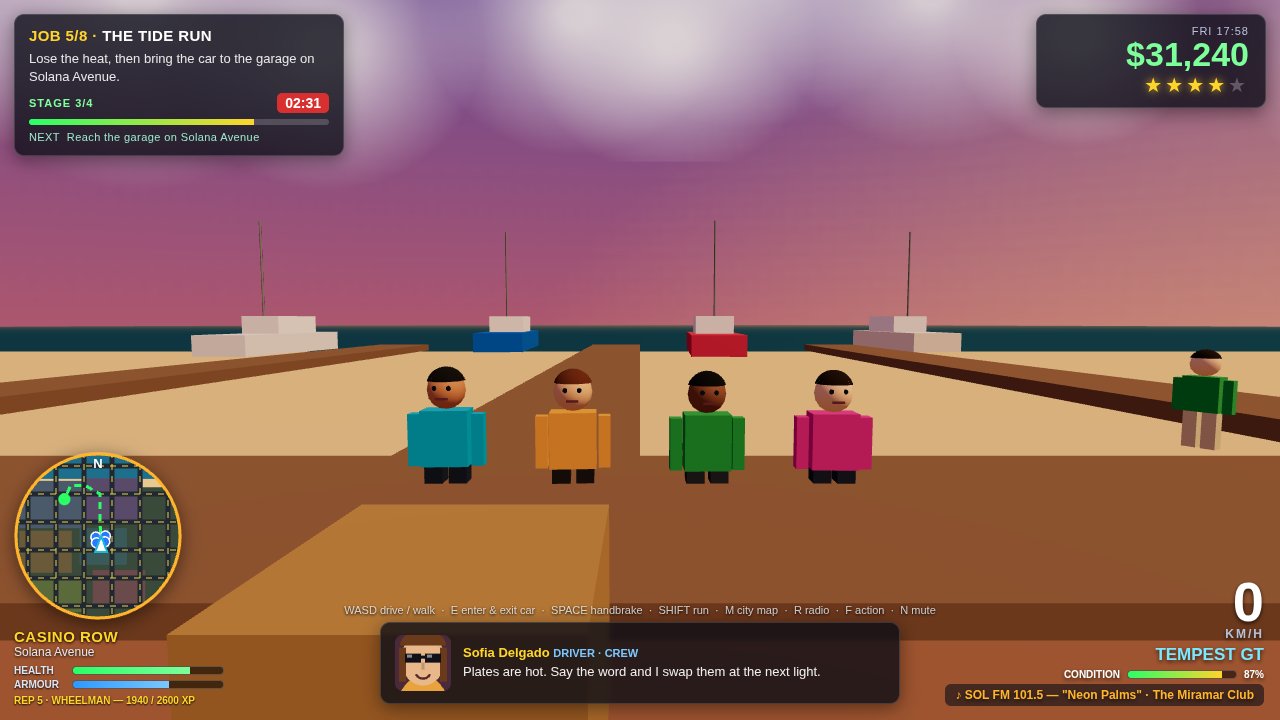 JOB 5/8 · THE TIDE RUN
Lose the heat, then bring the car to the garage on
Solana Avenue.
STAGE 3/4 02:31
NEXT Reach the garage on Solana Avenue
FRI 17:58
$31,240
N
CASINO ROW
Solana Avenue
HEALTH
ARMOUR
REP 5 · WHEELMAN — 1940 / 2600 XP
WASD drive / walk · E enter & exit car · SPACE handbrake · SHIFT run · M city map · R radio · F action · N mute
Sofia Delgado DRIVER · CREW
Plates are hot. Say the word and I swap them at the next light.
0
KM/H
TEMPEST GT
CONDITION 87%
♪ SOL FM 101.5 — "Neon Palms" · The Miramar Club